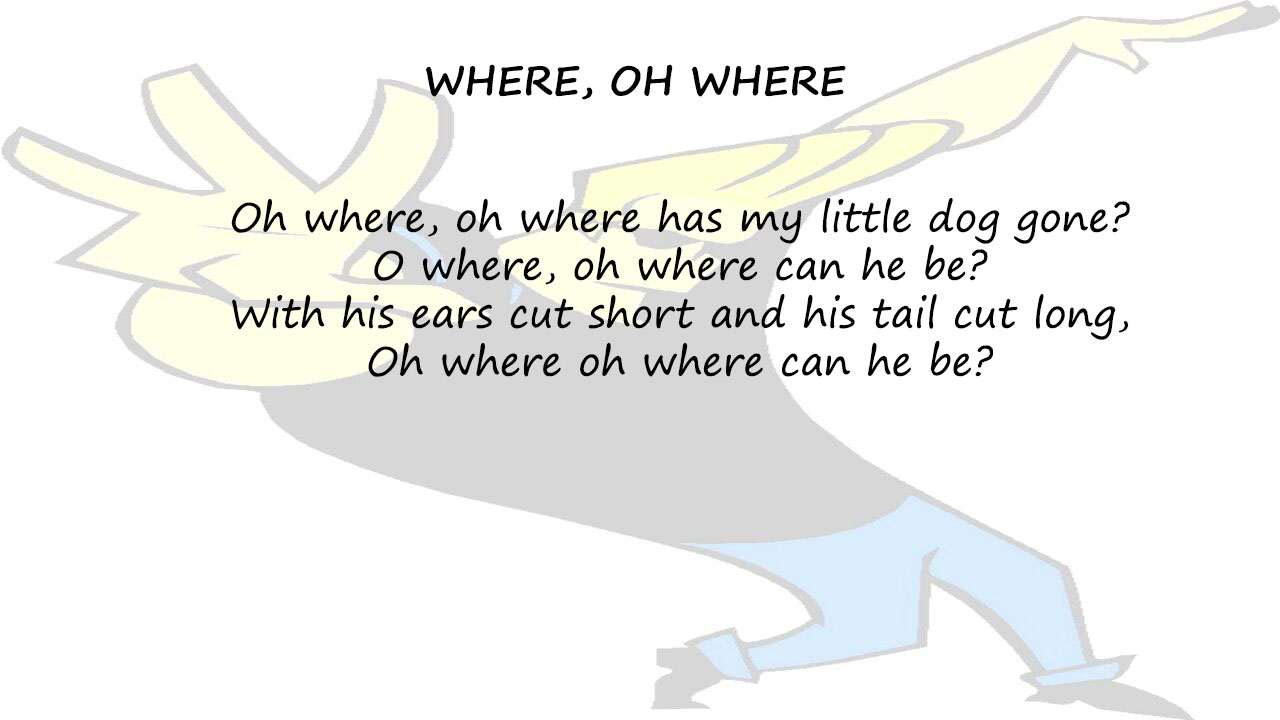 WHERE, OH WHERE
Oh where, oh where has my little dog gone?
O where, oh where can he be?
With his ears cut short and his tail cut long,
Oh where oh where can he be?